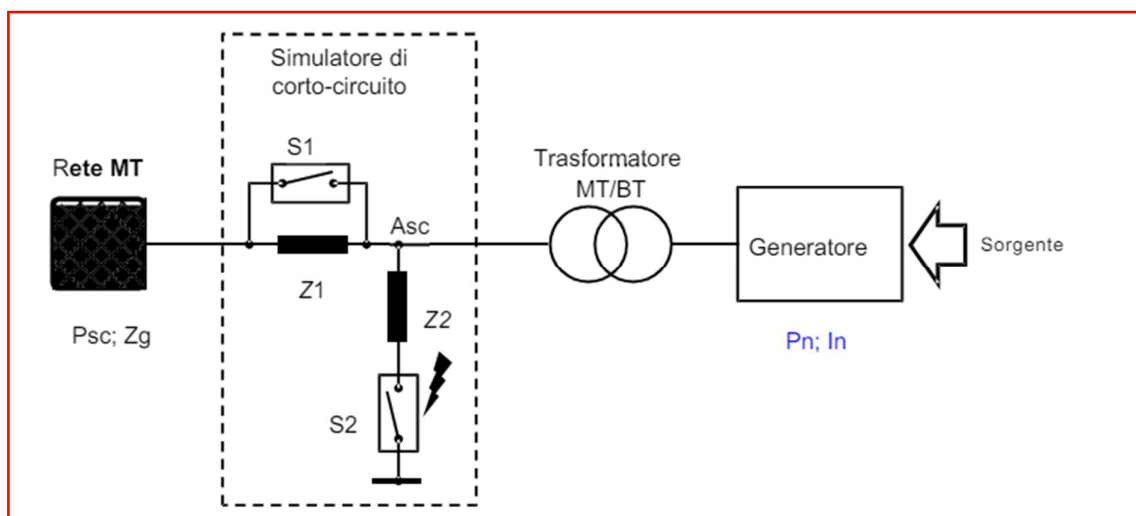 Simulatore di
corto-circuito
S1
Rete MT
Asc
Trasformatore
MT/BT
Generatore
Sorgente
Z1
Z2
Psc; Zg
Pn; In
S2